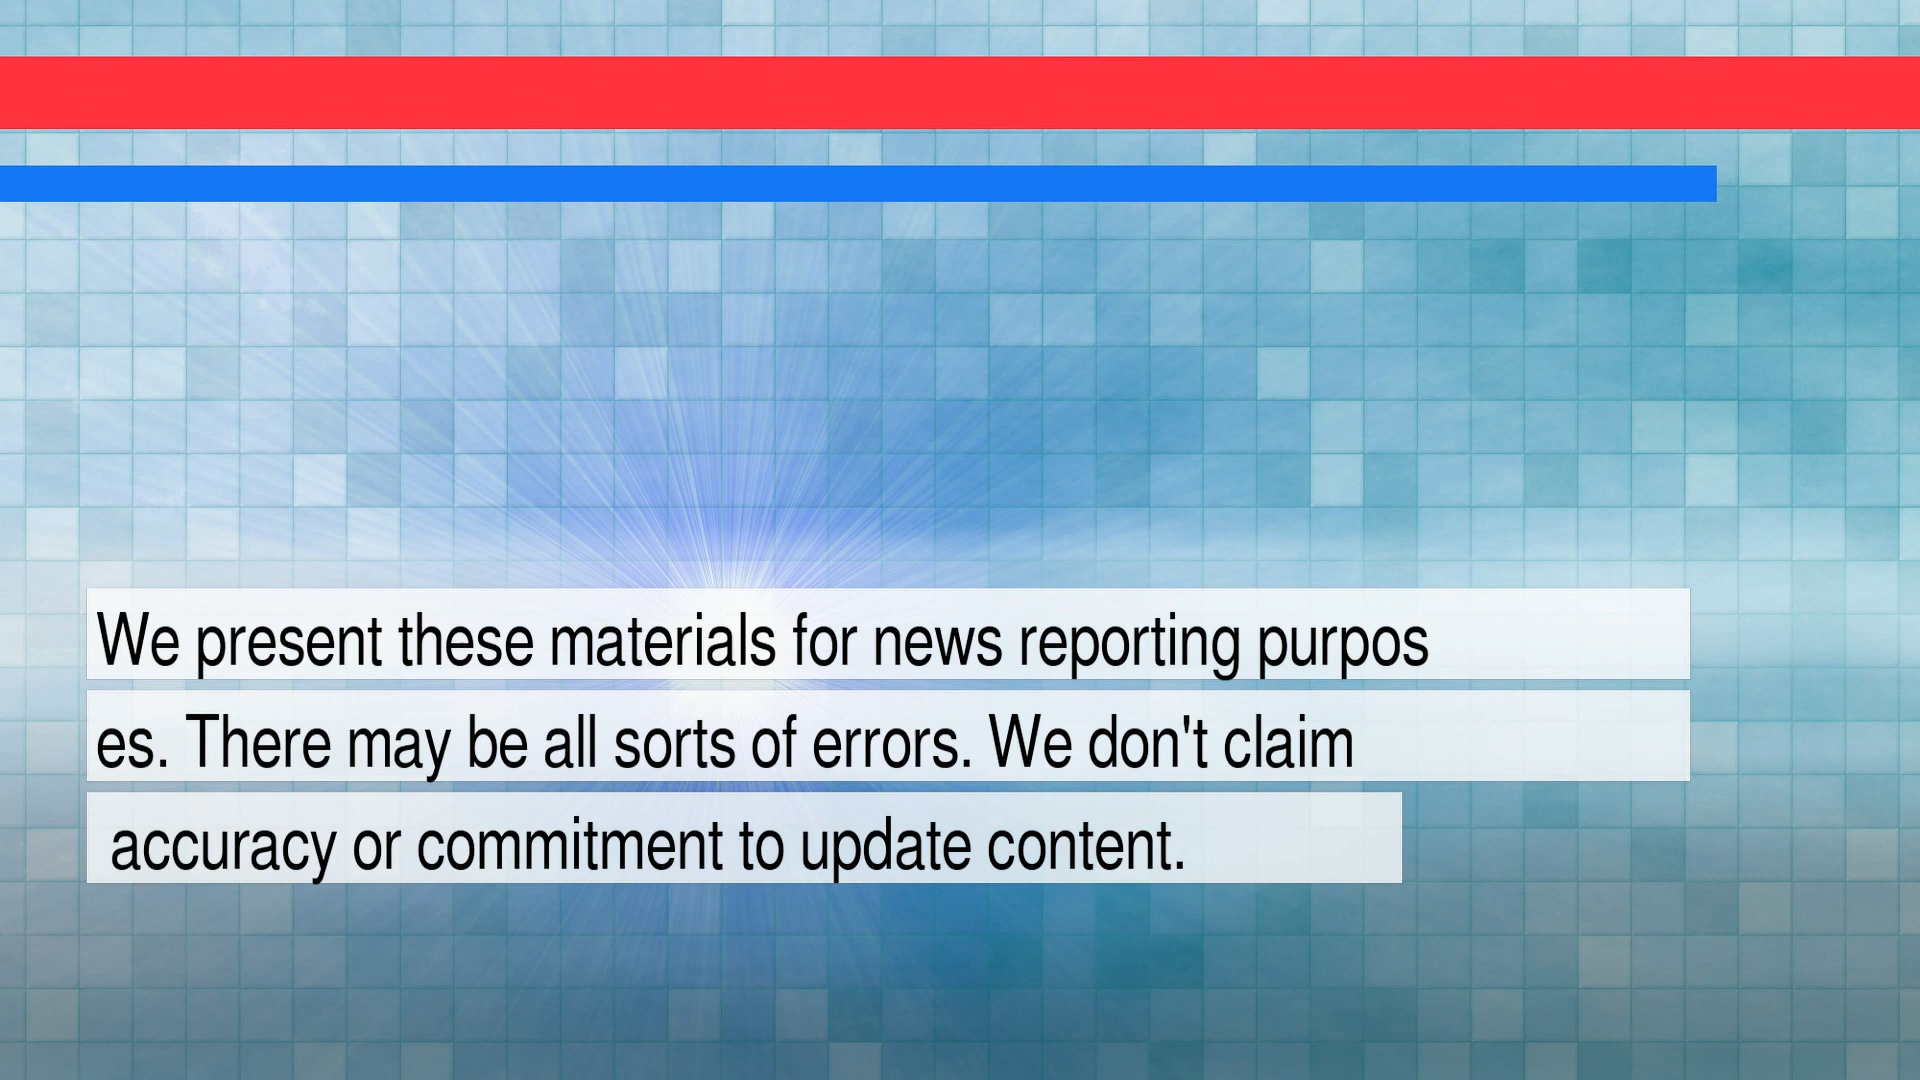 We present these materials for news reporting purpos
es. There may be all sorts of errors. We don't claim
accuracy or commitment to update content.